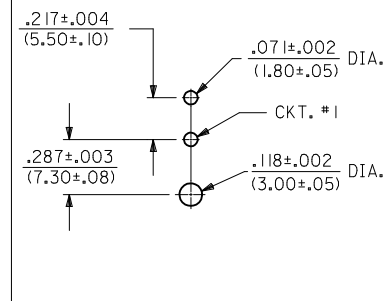 .217±.004
(5.50±.10)
.071±.002 DIA.
(1.80±.05)
CKT. #1
.287±.003
(7.30±.08)
.118±.002 DIA.
(3.00±.05)